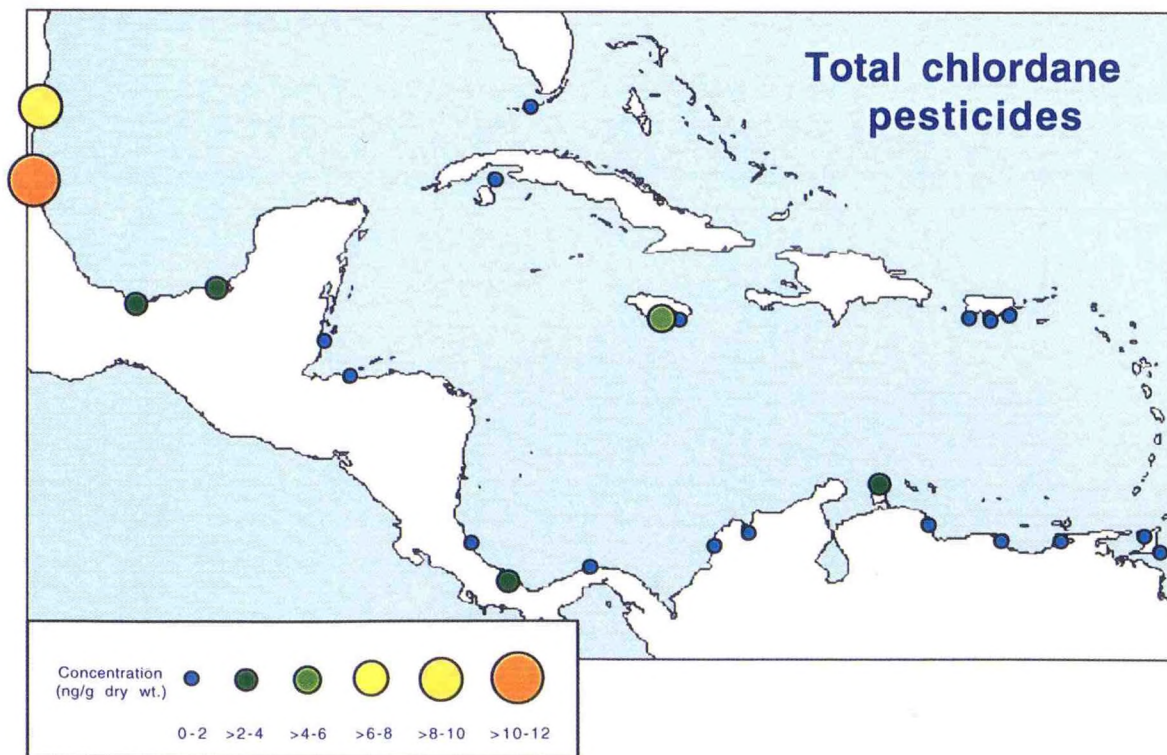 Total chlordane
pesticides
Concentration
(ng/g dry wt.)
0-2 >2-4 >4-6 >6-8 >8-10 >10-12